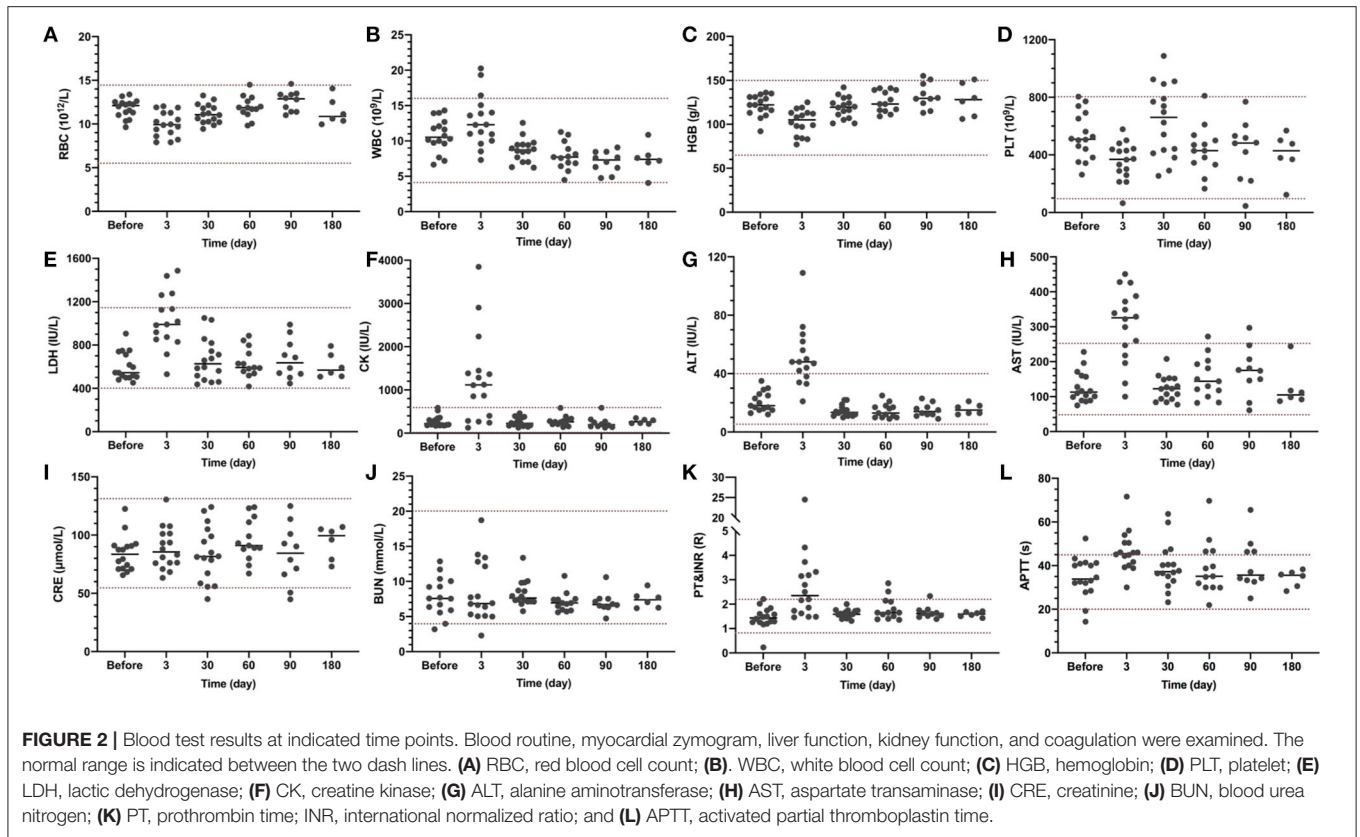 A
RBC (10¹²/L)
20
15
10
5
0
Before 3 30 60 90 180
Time (day)
B
WBC (10⁹/L)
25
20
15
10
5
0
Before 3 30 60 90 180
Time (day)
C
HGB (g/L)
200
150
100
50
0
Before 3 30 60 90 180
Time (day)
D
PLT (10⁹/L)
1200
800
400
0
Before 3 30 60 90 180
Time (day)
E
LDH (IU/L)
1600
1200
800
400
0
Before 3 30 60 90 180
Time (day)
F
CK (IU/L)
4000
3000
2000
1000
0
Before 3 30 60 90 180
Time (day)
G
ALT (IU/L)
120
80
40
0
Before 3 30 60 90 180
Time (day)
H
AST (IU/L)
500
400
300
200
100
0
Before 3 30 60 90 180
Time (day)
I
CRE (μmol/L)
150
100
50
0
Before 3 30 60 90 180
Time (day)
J
BUN (mmol/L)
25
20
15
10
5
0
Before 3 30 60 90 180
Time (day)
K
PT&INR (R)
30
25
20
5
4
3
2
1
0
Before 3 30 60 90 180
Time (day)
L
APTT (s)
80
60
40
20
0
Before 3 30 60 90 180
Time (day)
FIGURE 2 | Blood test results at indicated time points. Blood routine, myocardial zymogram, liver function, kidney function, and coagulation were examined. The
normal range is indicated between the two dash lines. (A) RBC, red blood cell count; (B). WBC, white blood cell count; (C) HGB, hemoglobin; (D) PLT, platelet; (E)
LDH, lactic dehydrogenase; (F) CK, creatine kinase; (G) ALT, alanine aminotransferase; (H) AST, aspartate transaminase; (I) CRE, creatinine; (J) BUN, blood urea
nitrogen; (K) PT, prothrombin time; INR, international normalized ratio; and (L) APTT, activated partial thromboplastin time.